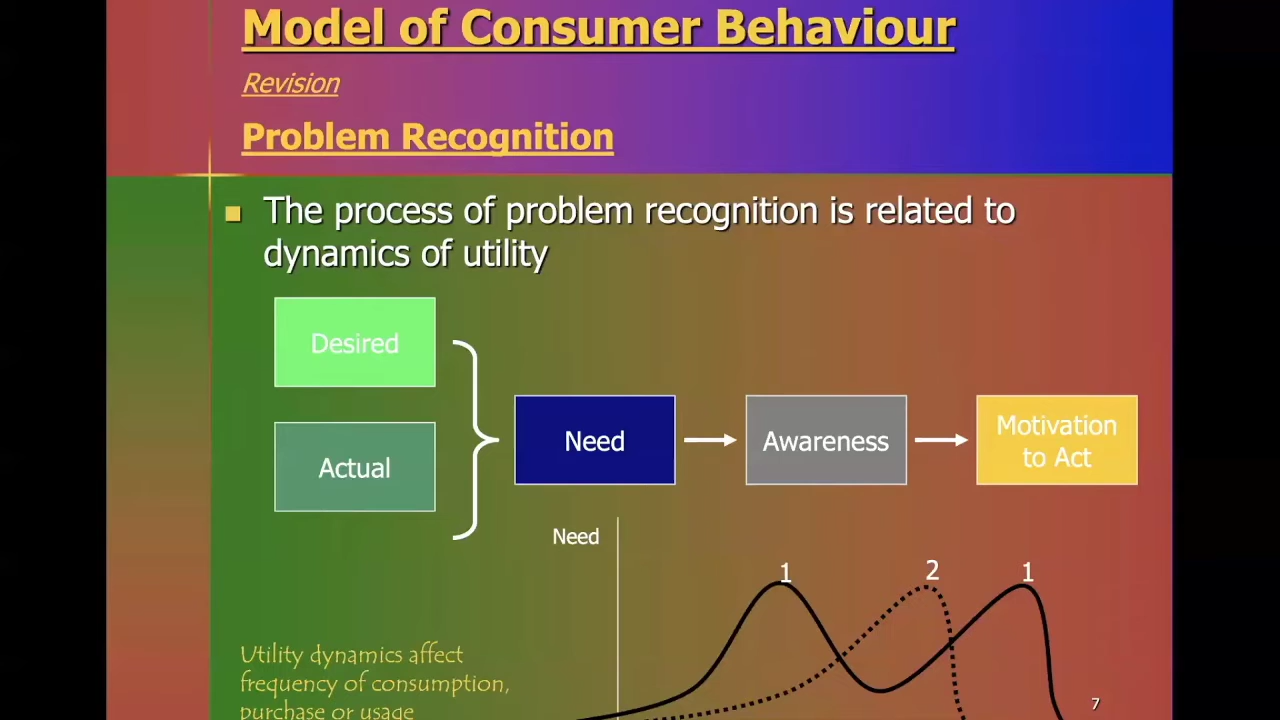 Model of Consumer Behaviour
Revision
Problem Recognition
The process of problem recognition is related to
dynamics of utility
Desired
Actual
Need
Awareness
Motivation
to Act
Need
1
2
1
Utility dynamics affect
frequency of consumption,
purchase or usage
7